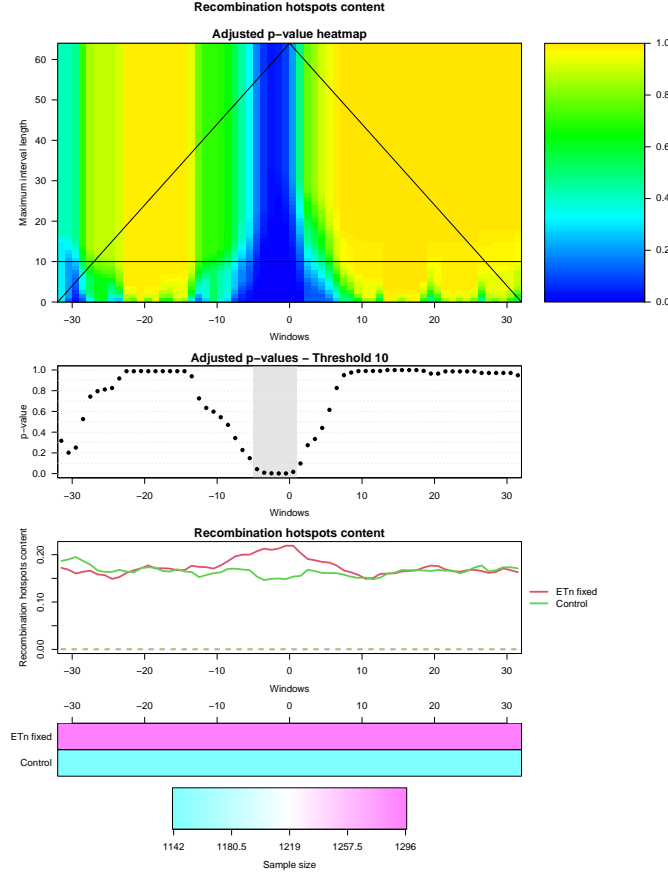 Recombination hotspots content
Adjusted p−value heatmap
Maximum interval length
60
50
40
30
20
10
0
−30 −20 −10 0 10 20 30
Windows
1.0
0.8
0.6
0.4
0.2
0.0
Adjusted p−values − Threshold 10
p−value
1.0
0.8
0.6
0.4
0.2
0.0
−30 −20 −10 0 10 20 30
Windows
Recombination hotspots content
Recombination hotspots content
0.20
0.10
0.00
ETn fixed
Control
−30 −20 −10 0 10 20 30
Windows
−30 −20 −10 0 10 20 30
ETn fixed
Control
1142 1180.5 1219 1257.5 1296
Sample size